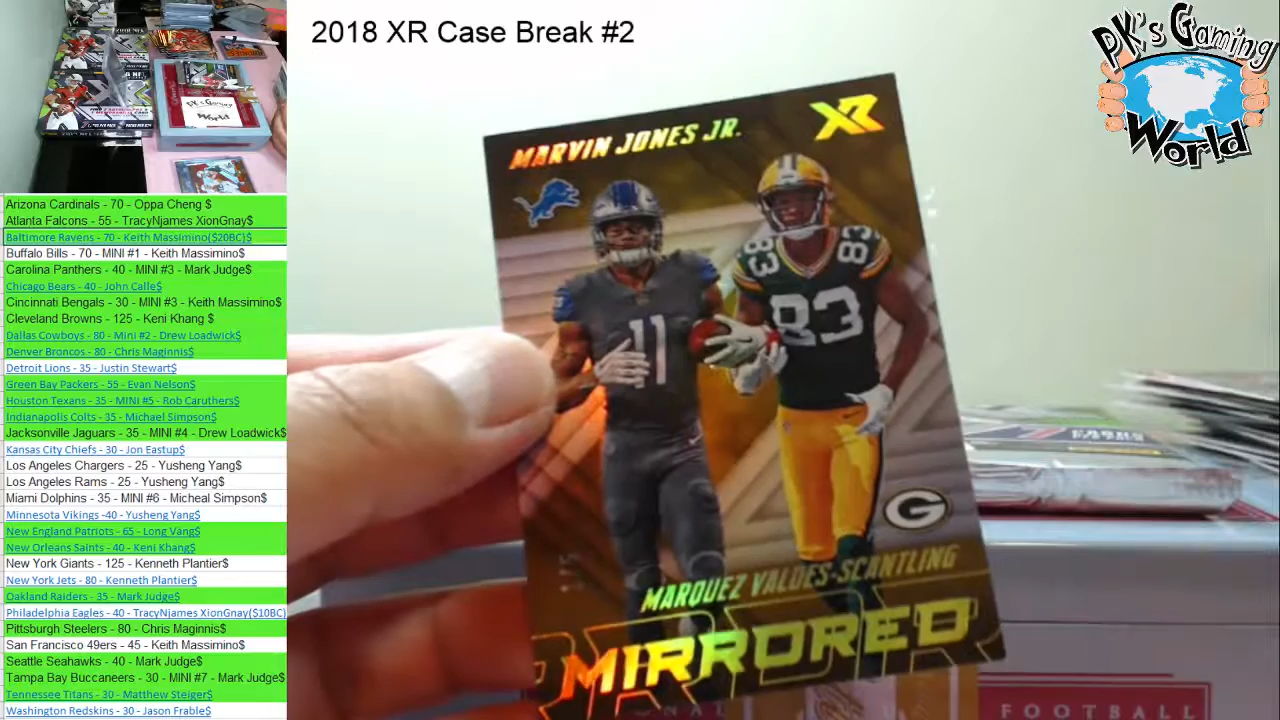 2018 XR Case Break #2
PK's Gaming
World
MARVIN JONES JR.
XR
11
83
83
MARQUEZ VALDES-SCANTLING
MIRRORED
G
FOOTBALL
PK's Gaming
World
Arizona Cardinals - 70 - Oppa Cheng $
Atlanta Falcons - 55 - TracyNjames XionGnay$
Baltimore Ravens - 70 - Keith Massimino{$20BC}$
Buffalo Bills - 70 - MINI #1 - Keith Massimino$
Carolina Panthers - 40 - MINI #3 - Mark Judge$
Chicago Bears - 40 - John Calle$
Cincinnati Bengals - 30 - MINI #3 - Keith Massimino$
Cleveland Browns - 125 - Keni Khang $
Dallas Cowboys - 80 - Mini #2 - Drew Loadwick$
Denver Broncos - 80 - Chris Maginnis$
Detroit Lions - 35 - Justin Stewart$
Green Bay Packers - 55 - Evan Nelson$
Houston Texans - 35 - MINI #5 - Rob Caruthers$
Indianapolis Colts - 35 - Michael Simpson$
Jacksonville Jaguars - 35 - MINI #4 - Drew Loadwick$
Kansas City Chiefs - 30 - Jon Eastup$
Los Angeles Chargers - 25 - Yusheng Yang$
Los Angeles Rams - 25 - Yusheng Yang$
Miami Dolphins - 35 - MINI #6 - Micheal Simpson$
Minnesota Vikings -40 - Yusheng Yang$
New England Patriots - 65 - Long Vang$
New Orleans Saints - 40 - Keni Khang$
New York Giants - 125 - Kenneth Plantier$
New York Jets - 80 - Kenneth Plantier$
Oakland Raiders - 35 - Mark Judge$
Philadelphia Eagles - 40 - TracyNjames XionGnay{$10BC}
Pittsburgh Steelers - 80 - Chris Maginnis$
San Francisco 49ers - 45 - Keith Massimino$
Seattle Seahawks - 40 - Mark Judge$
Tampa Bay Buccaneers - 30 - MINI #7 - Mark Judge$
Tennessee Titans - 30 - Matthew Steiger$
Washington Redskins - 30 - Jason Frable$